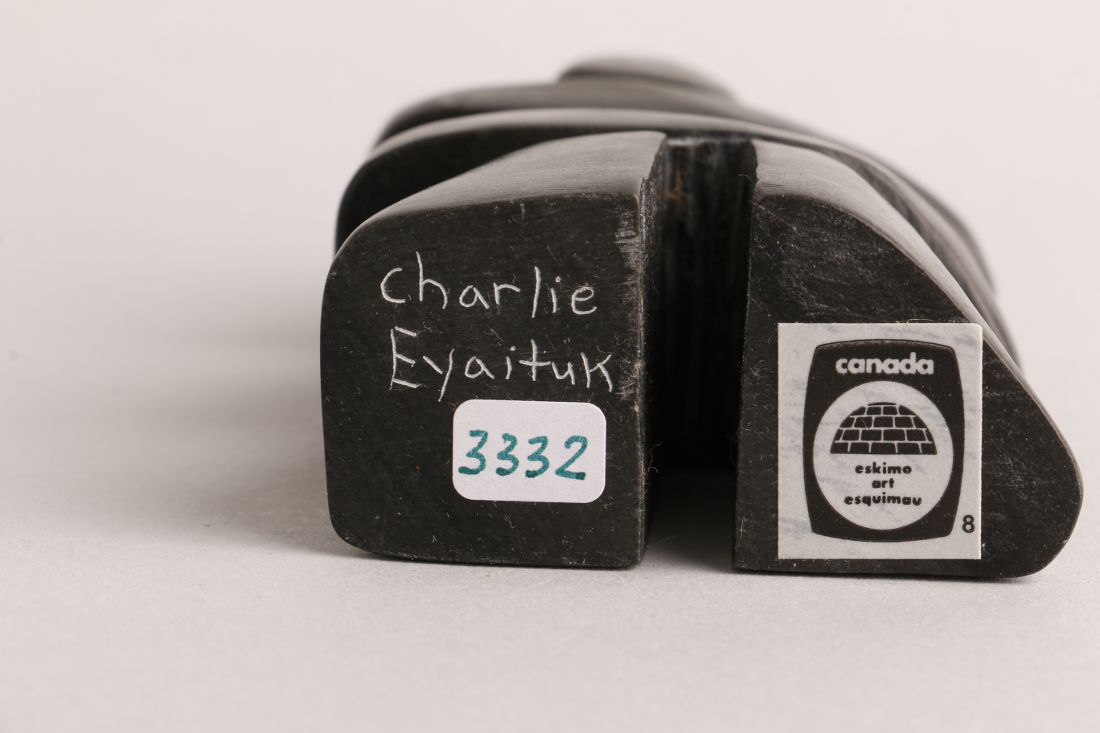 Charlie
Eyaituk
3332
canada
eskimo
art
esquimau
8